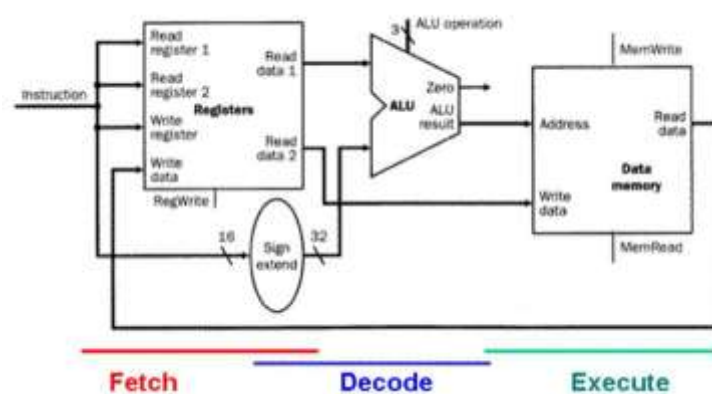 3
ALU operation
Read
register 1
Read
data 1
MemWrite
Zero
Instruction
Read
register 2
Registers
ALU
ALU
result
Address
Read
data
Write
register
Read
data 2
Data
memory
Write
data
RegWrite
Write
data
16
Sign
extend
32
MemRead
Fetch
Decode
Execute